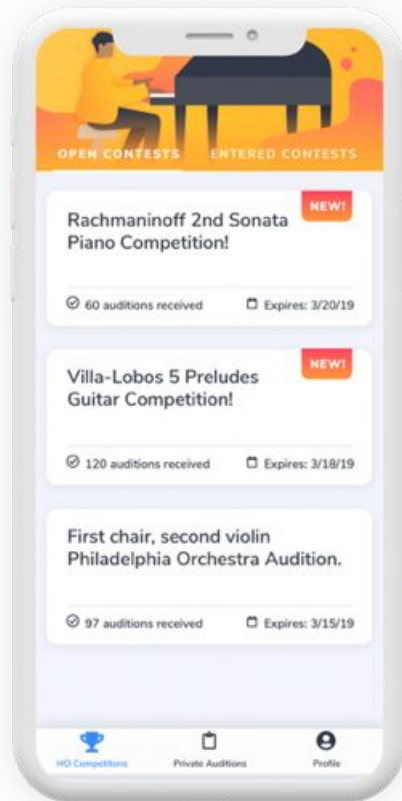 OPEN CONTESTS ENTERED CONTESTS
NEW!
Rachmaninoff 2nd Sonata
Piano Competition!
60 auditions received Expires: 3/20/19
NEW!
Villa-Lobos 5 Preludes
Guitar Competition!
120 auditions received Expires: 3/18/19
First chair, second violin
Philadelphia Orchestra Audition.
97 auditions received Expires: 3/15/19
HO Competitons Private Auditions Profile